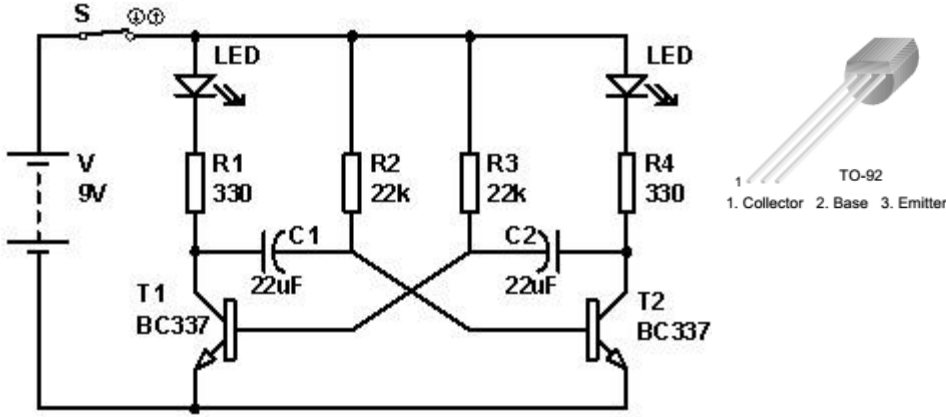 S
LED
LED
V
9V
R1
330
R2
22k
R3
22k
R4
330
C1
22uF
C2
22uF
T1
BC337
T2
BC337
1
TO-92
1. Collector 2. Base 3. Emitter